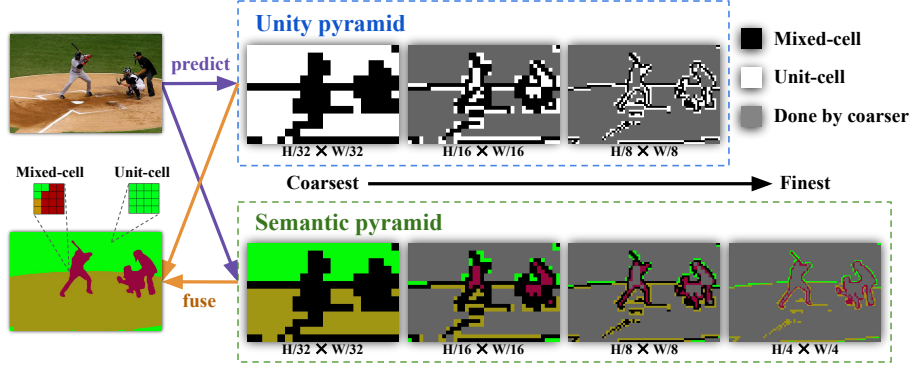 Unity pyramid
predict
Mixed-cell
Unit-cell
Done by coarser
H/32 ✕ W/32
H/16 ✕ W/16
H/8 ✕ W/8
Mixed-cell
Unit-cell
Coarsest
Finest
Semantic pyramid
fuse
H/32 ✕ W/32
H/16 ✕ W/16
H/8 ✕ W/8
H/4 ✕ W/4